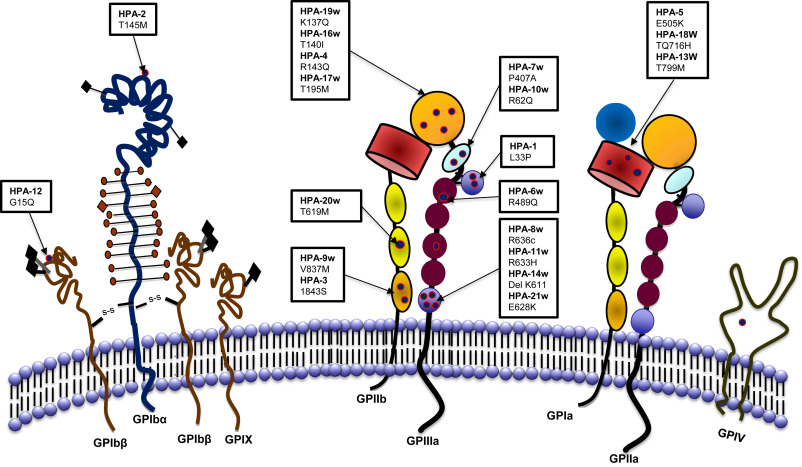 HPA-2
T145M
HPA-19w
K137Q
HPA-16w
T140I
HPA-4
R143Q
HPA-17w
T195M
HPA-7w
P407A
HPA-10w
R62Q
HPA-5
E505K
HPA-18W
TQ716H
HPA-13W
T799M
HPA-1
L33P
HPA-12
G15Q
HPA-6w
R489Q
HPA-20w
T619M
HPA-8w
R636c
HPA-11w
R633H
HPA-14w
Del K611
HPA-21w
E628K
HPA-9w
V837M
HPA-3
1843S
S-S
S-S
GPIbβ
GPIbα
GPIbβ
GPIX
GPIIb
GPIIIa
GPIa
GPIIa
GPIV